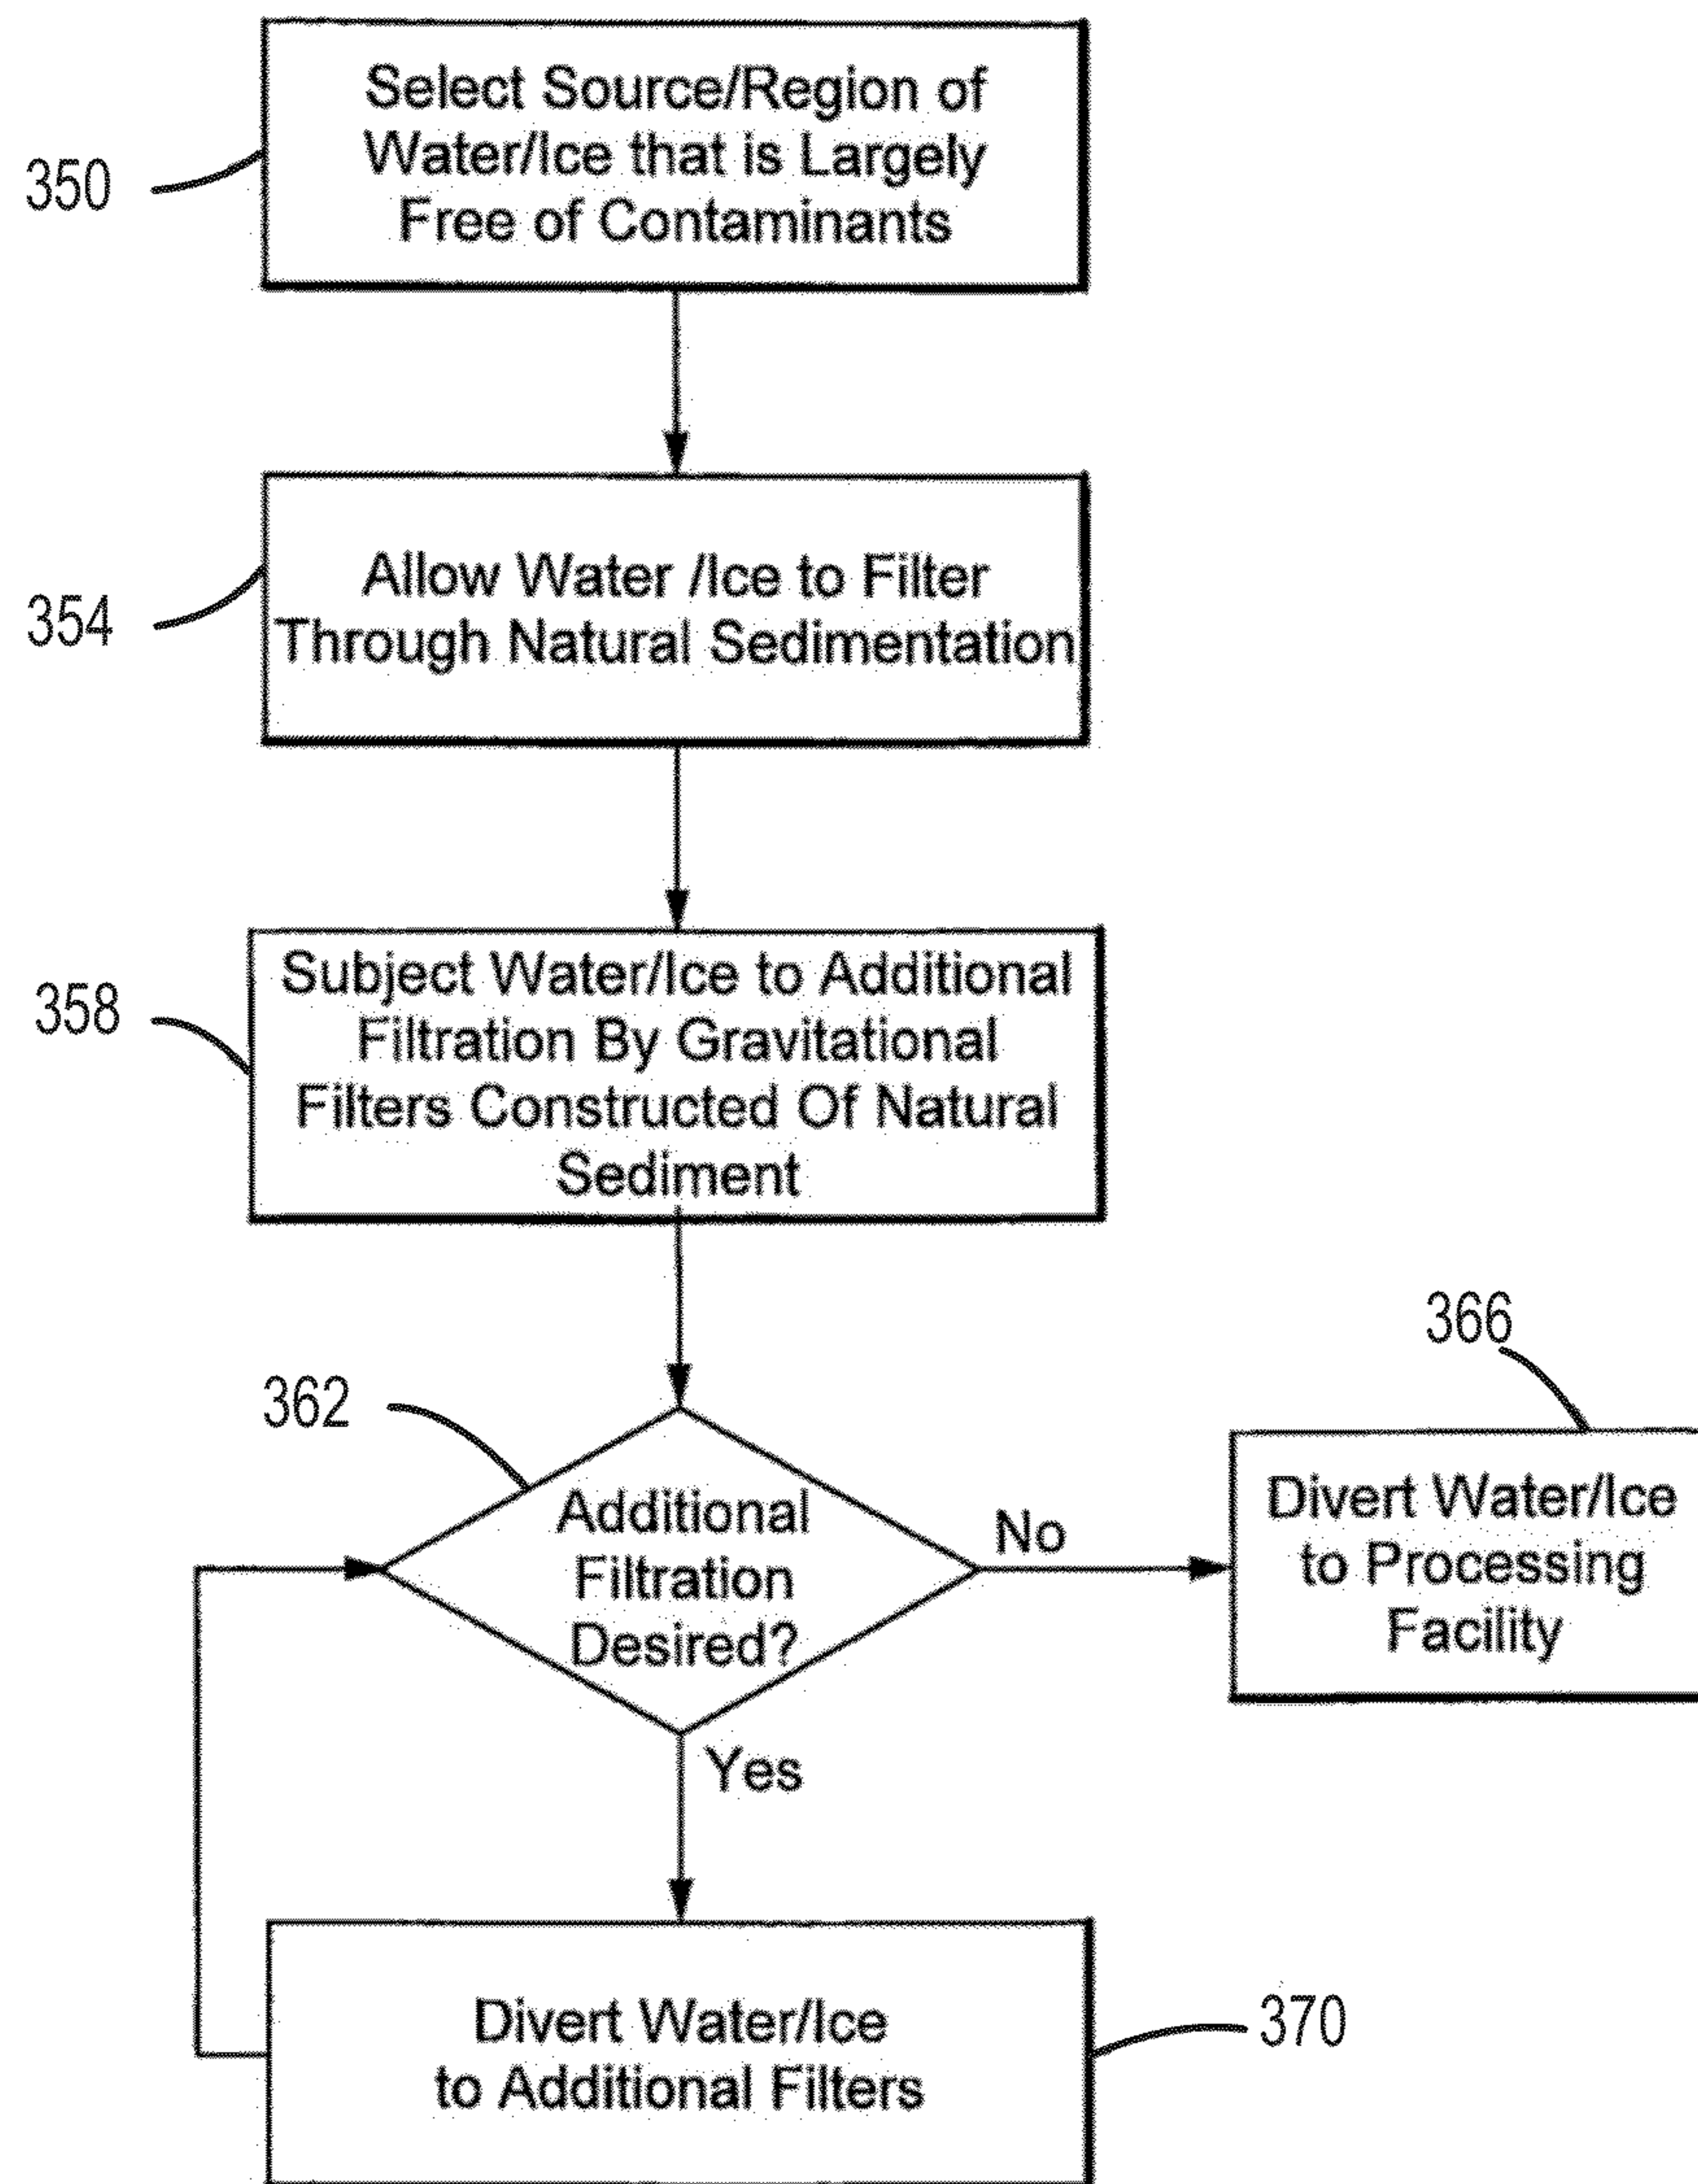 350
Select Source/Region of
Water/Ice that is Largely
Free of Contaminants
354
Allow Water /Ice to Filter
Through Natural Sedimentation
358
Subject Water/Ice to Additional
Filtration By Gravitational
Filters Constructed Of Natural
Sediment
362
Additional
Filtration
Desired?
No
366
Divert Water/Ice
to Processing
Facility
Yes
Divert Water/Ice
to Additional Filters
370